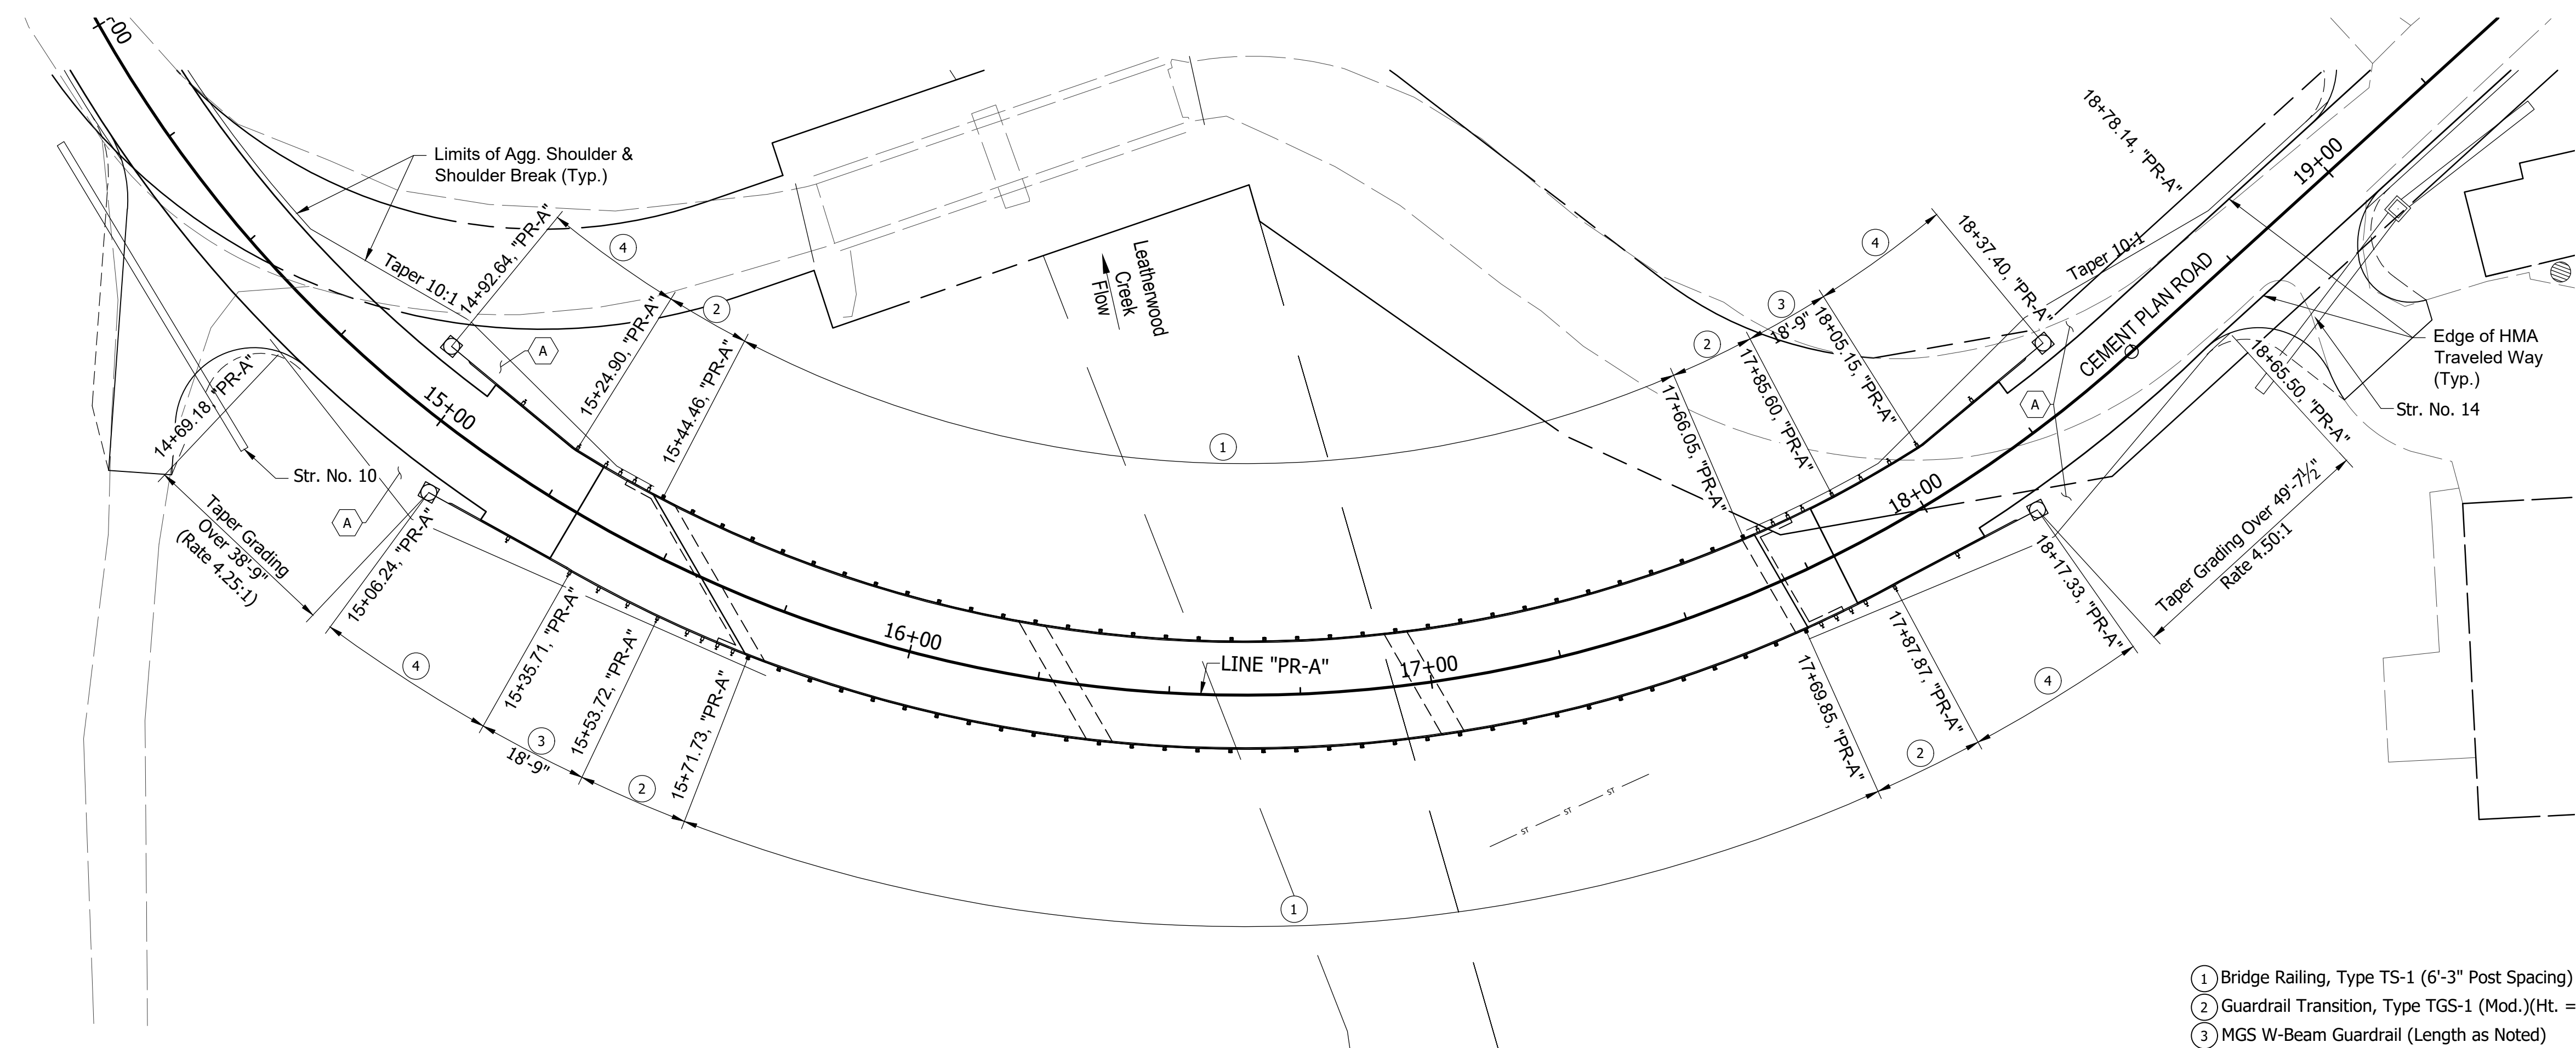 +00
Limits of Agg. Shoulder &
Shoulder Break (Typ.)
Taper 10:1
14+92.64, "PR-A"
4
2
A
15+24.90, "PR-A"
15+44.46, "PR-A"
15+00
14+69.18, "PR-A"
Str. No. 10
A
Taper Grading
Over 38'-9"
(Rate 4.25:1)
15+06.24, "PR-A"
4
15+35.71, "PR-A"
3
18'-9"
15+53.72, "PR-A"
2
15+71.73, "PR-A"
Leatherwood
Creek
Flow
1
16+00
LINE "PR-A"
17+00
ST
ST
ST
1
2
3
18'-9"
4
17+66.05, "PR-A"
17+85.60, "PR-A"
18+05.15, "PR-A"
18+37.40, "PR-A"
18+78.14, "PR-A"
Taper 10:1
CEMENT PLAN ROAD
19+00
A
18+00
Edge of HMA
Traveled Way
(Typ.)
Str. No. 14
18+65.50, "PR-A"
Taper Grading Over 49'-7½"
Rate 4.50:1
18+17.33, "PR-A"
17+87.87, "PR-A"
17+69.85, "PR-A"
4
2
1 Bridge Railing, Type TS-1 (6'-3" Post Spacing)
2 Guardrail Transition, Type TGS-1 (Mod.)(Ht. =
3 MGS W-Beam Guardrail (Length as Noted)